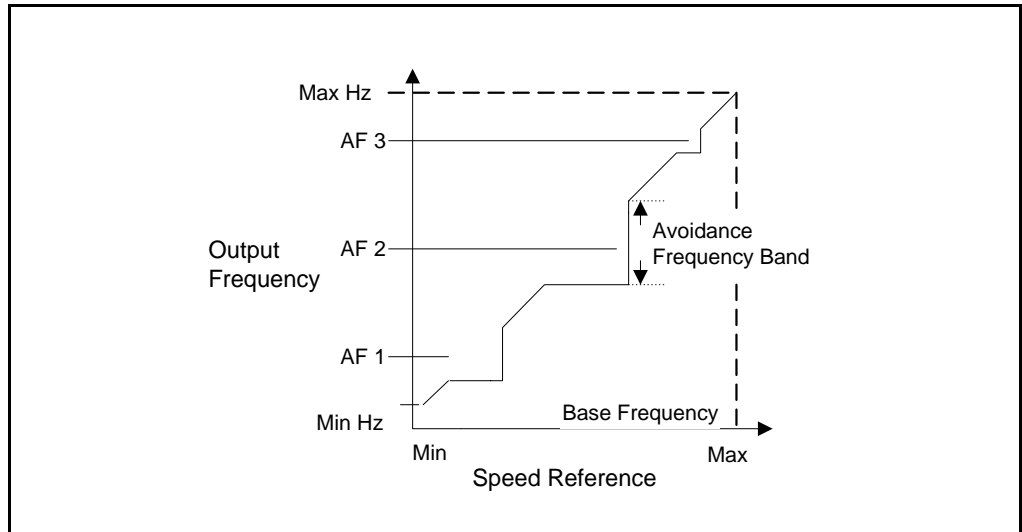 Max Hz
AF 3
Avoidance
Frequency Band
Output
Frequency
AF 2
AF 1
Min Hz
Base Frequency
Min
Max
Speed Reference